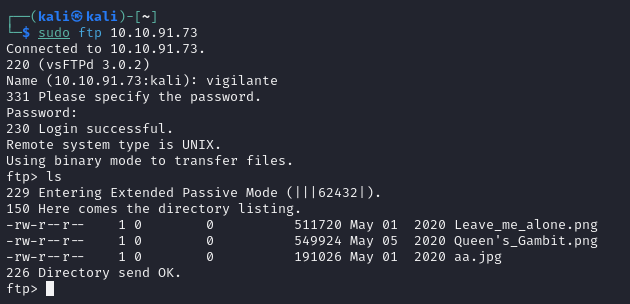 ┌──(kali㉿kali)-[~]
└─$ sudo ftp 10.10.91.73
Connected to 10.10.91.73.
220 (vsFTPd 3.0.2)
Name (10.10.91.73:kali): vigilante
331 Please specify the password.
Password:
230 Login successful.
Remote system type is UNIX.
Using binary mode to transfer files.
ftp> ls
229 Entering Extended Passive Mode (|||62432|).
150 Here comes the directory listing.
-rw-r--r--    1 0        0          511720 May 01  2020 Leave_me_alone.png
-rw-r--r--    1 0        0          549924 May 05  2020 Queen's_Gambit.png
-rw-r--r--    1 0        0          191026 May 01  2020 aa.jpg
226 Directory send OK.
ftp>